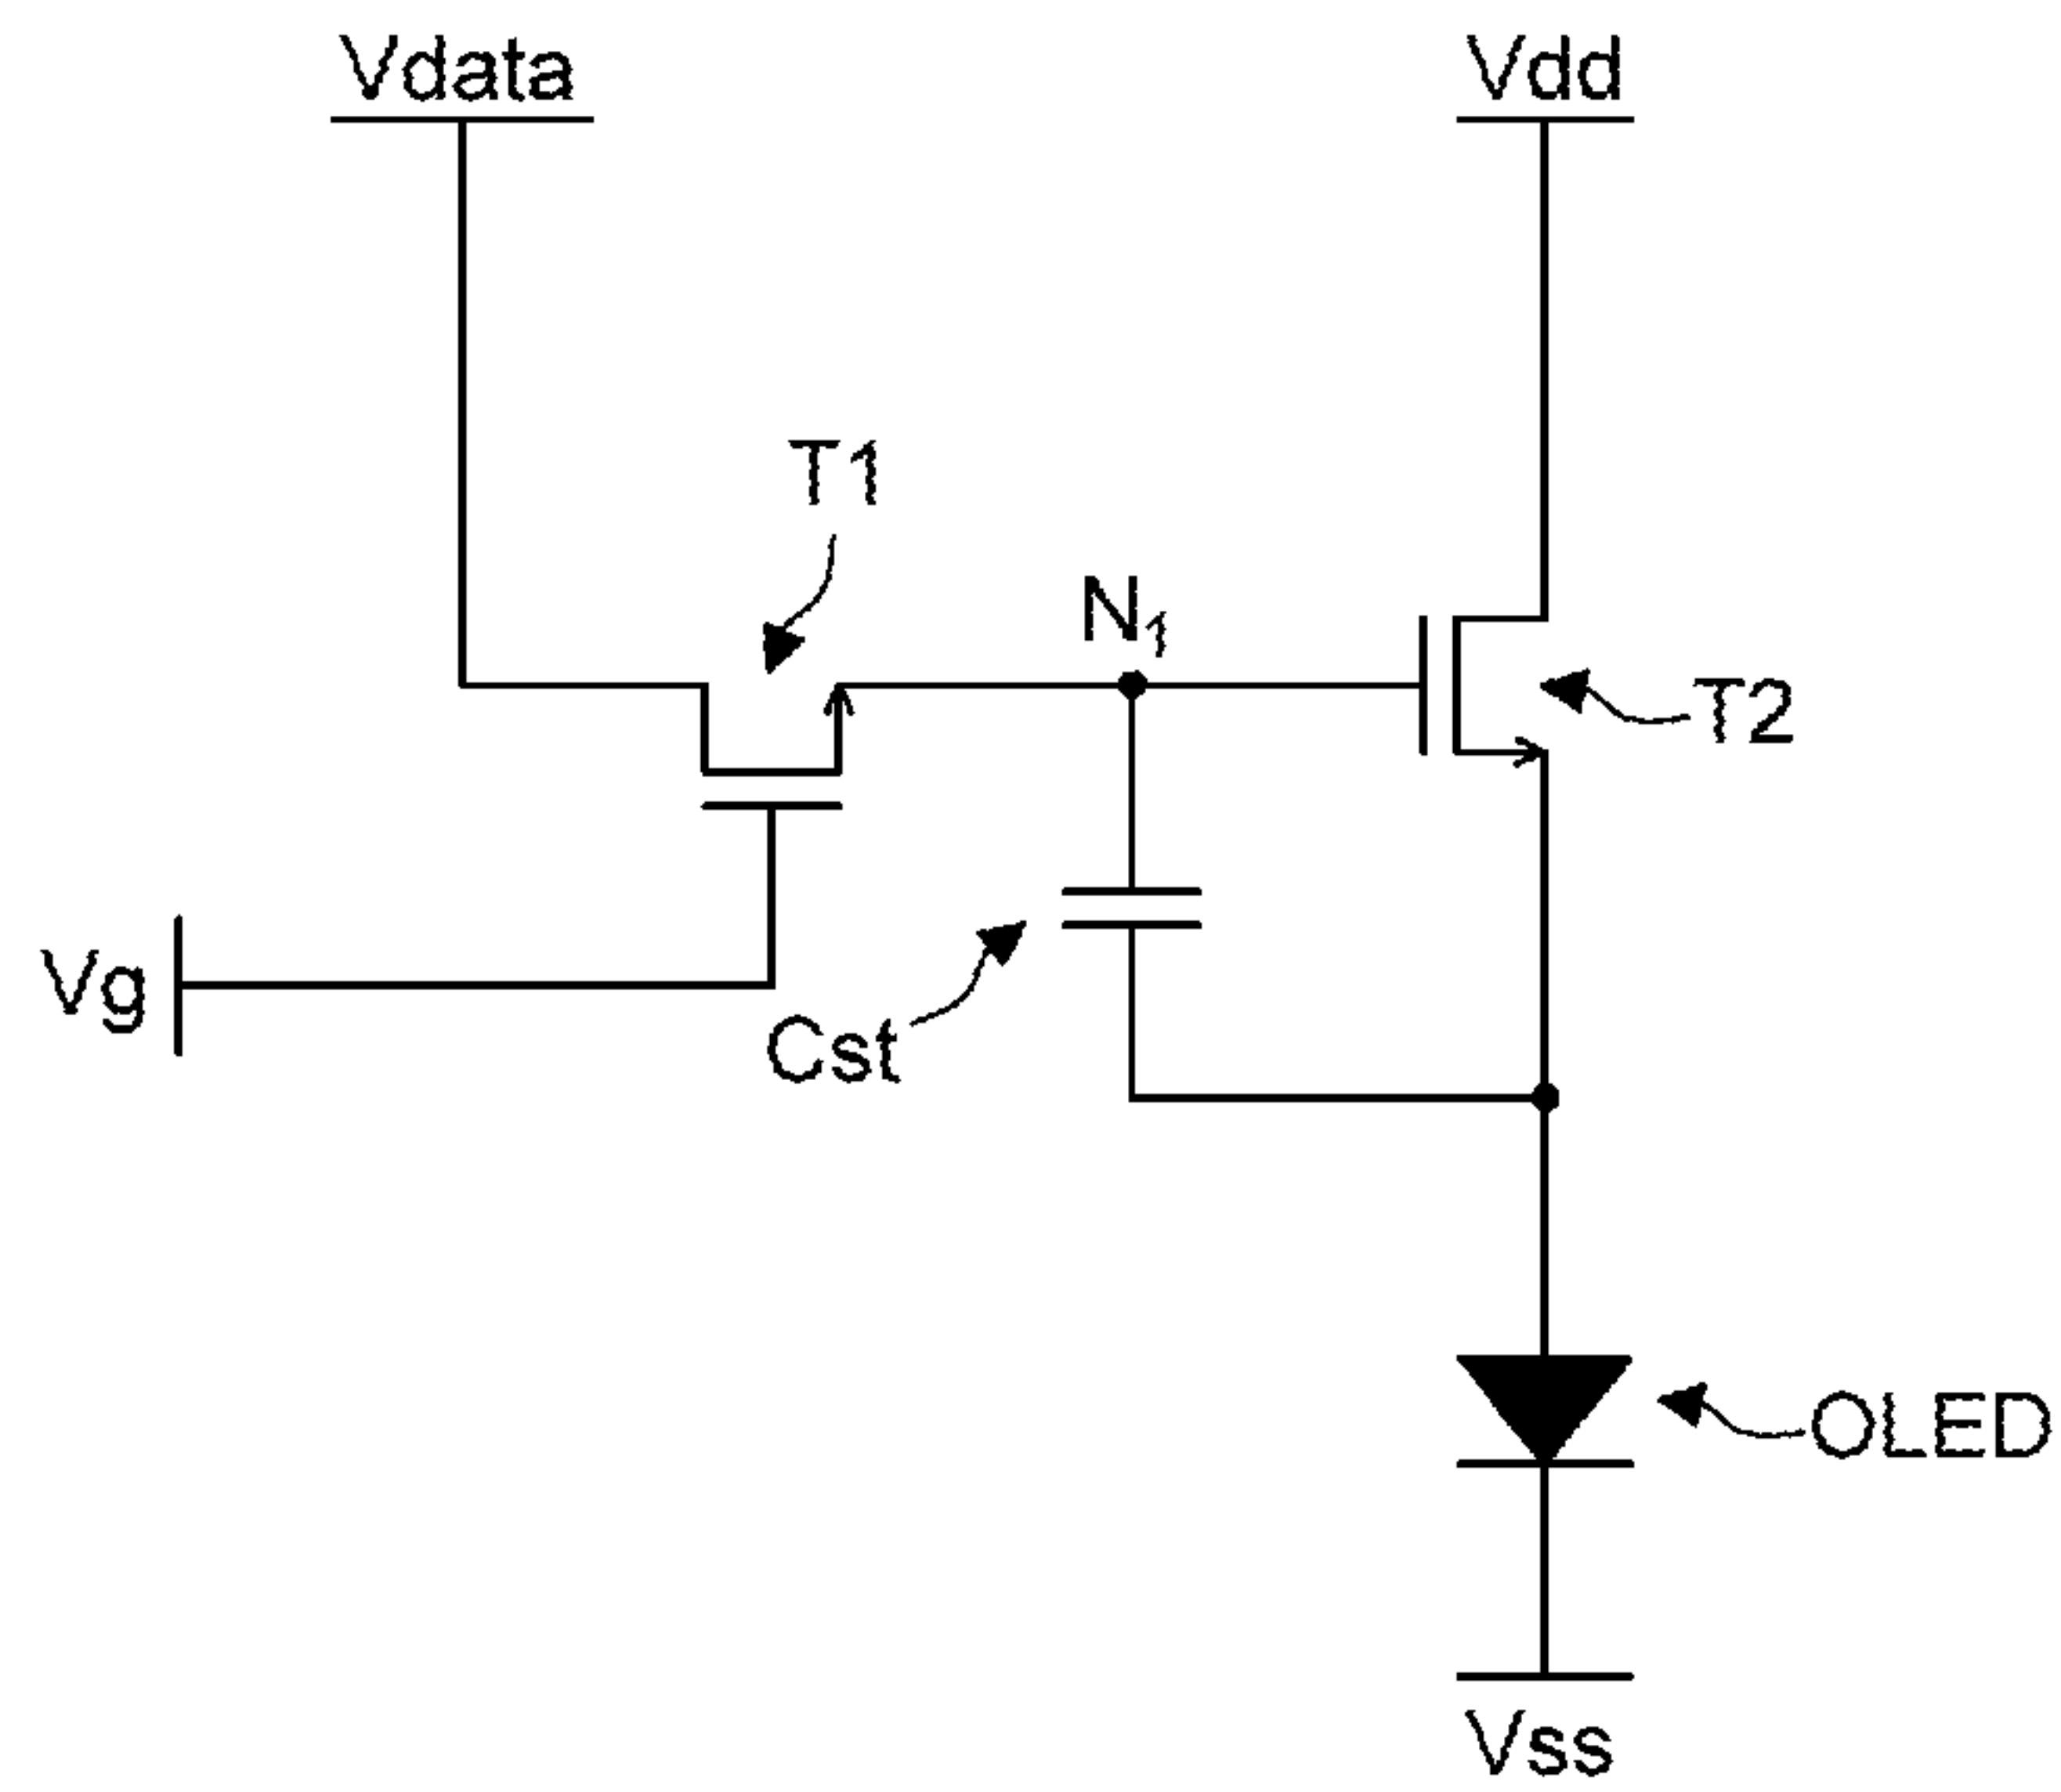 Vdata
Vdd
T1
N₁
T2
Vg
Cst
OLED
Vss